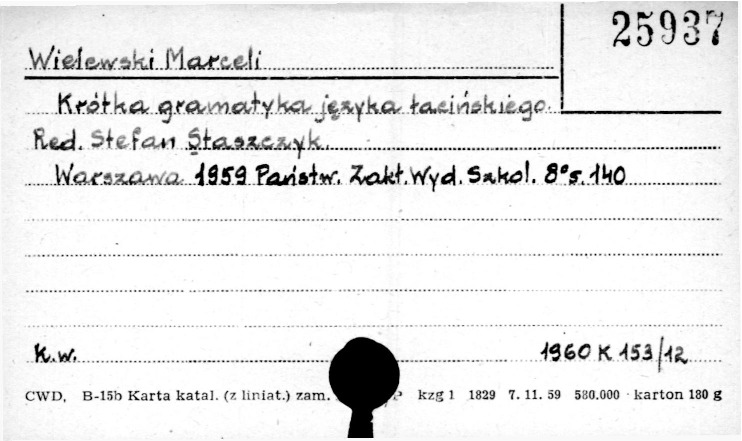 25937
Wielewski Marceli
Krótka gramatyka języka łacińskiego.
Red. Stefan Staszczyk.
Warszawa 1959 Państw. Zakł. Wyd. Szkol. 8° s. 140
K.w. 1960 K 153/12
CWD, B-15b Karta katal. (z liniat.) zam. P kzg 1 1829 7. 11. 59 580.000 karton 180 g